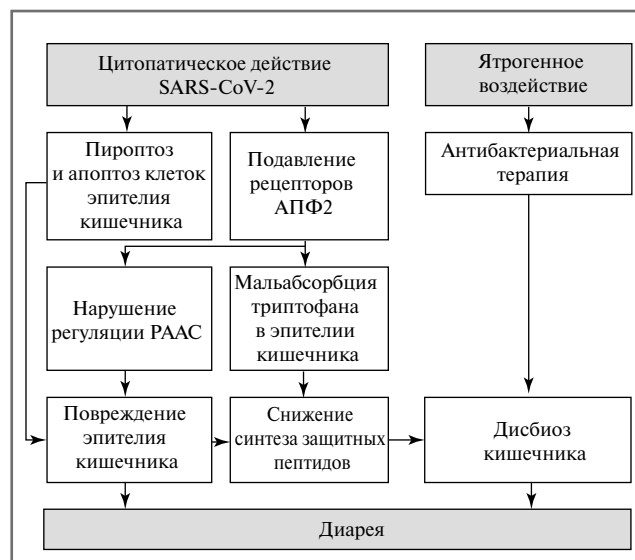 Цитопатическое действие
SARS-CoV-2
Ятрогенное
воздействие
Пироптоз
и апоптоз клеток
эпителия
кишечника
Подавление
рецепторов
АПФ2
Антибактериальная
терапия
Нарушение
регуляции РААС
Мальабсорбция
триптофана
в эпителии
кишечника
Повреждение
эпителия
кишечника
Снижение
синтеза защитных
пептидов
Дисбиоз
кишечника
Диарея